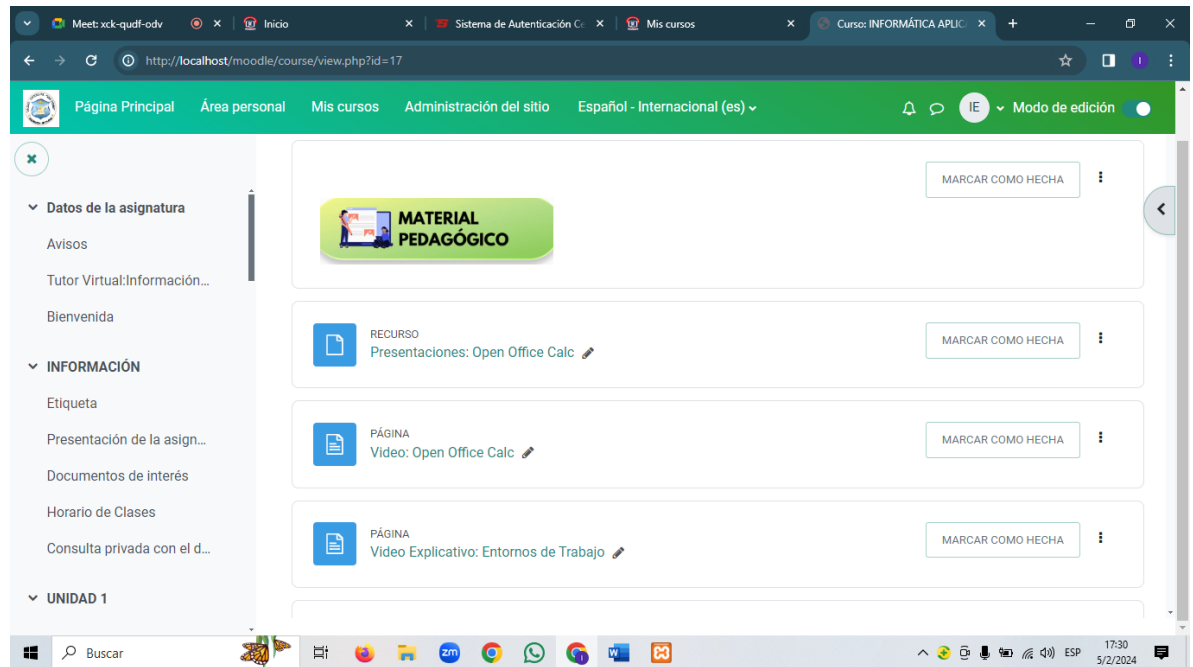 Meet: xck-qudf-odv
Inicio
Sistema de Autenticación Ce
Mis cursos
Curso: INFORMÁTICA APLIC
http://localhost/moodle/course/view.php?id=17
I
Página Principal
Área personal
Mis cursos
Administración del sitio
Español - Internacional (es)
IE
Modo de edición
Datos de la asignatura
Avisos
Tutor Virtual:Información...
Bienvenida
INFORMACIÓN
Etiqueta
Presentación de la asign...
Documentos de interés
Horario de Clases
Consulta privada con el d...
UNIDAD 1
MATERIAL
PEDAGÓGICO
MARCAR COMO HECHA
RECURSO
Presentaciones: Open Office Calc
MARCAR COMO HECHA
PÁGINA
Video: Open Office Calc
MARCAR COMO HECHA
PÁGINA
Video Explicativo: Entornos de Trabajo
MARCAR COMO HECHA
Buscar
zm
ESP
17:30
5/2/2024